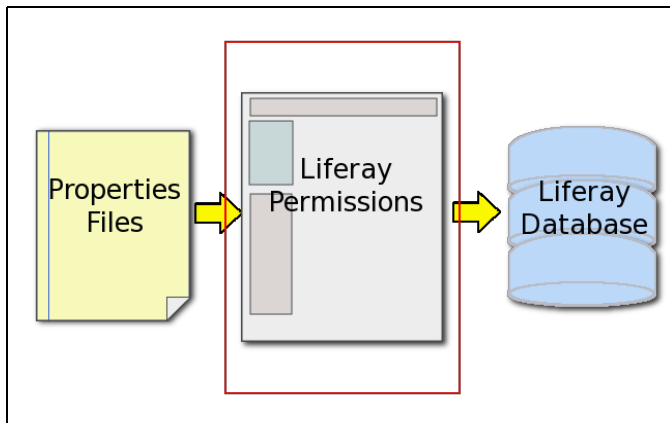 Properties
Files
Liferay
Permissions
Liferay
Database